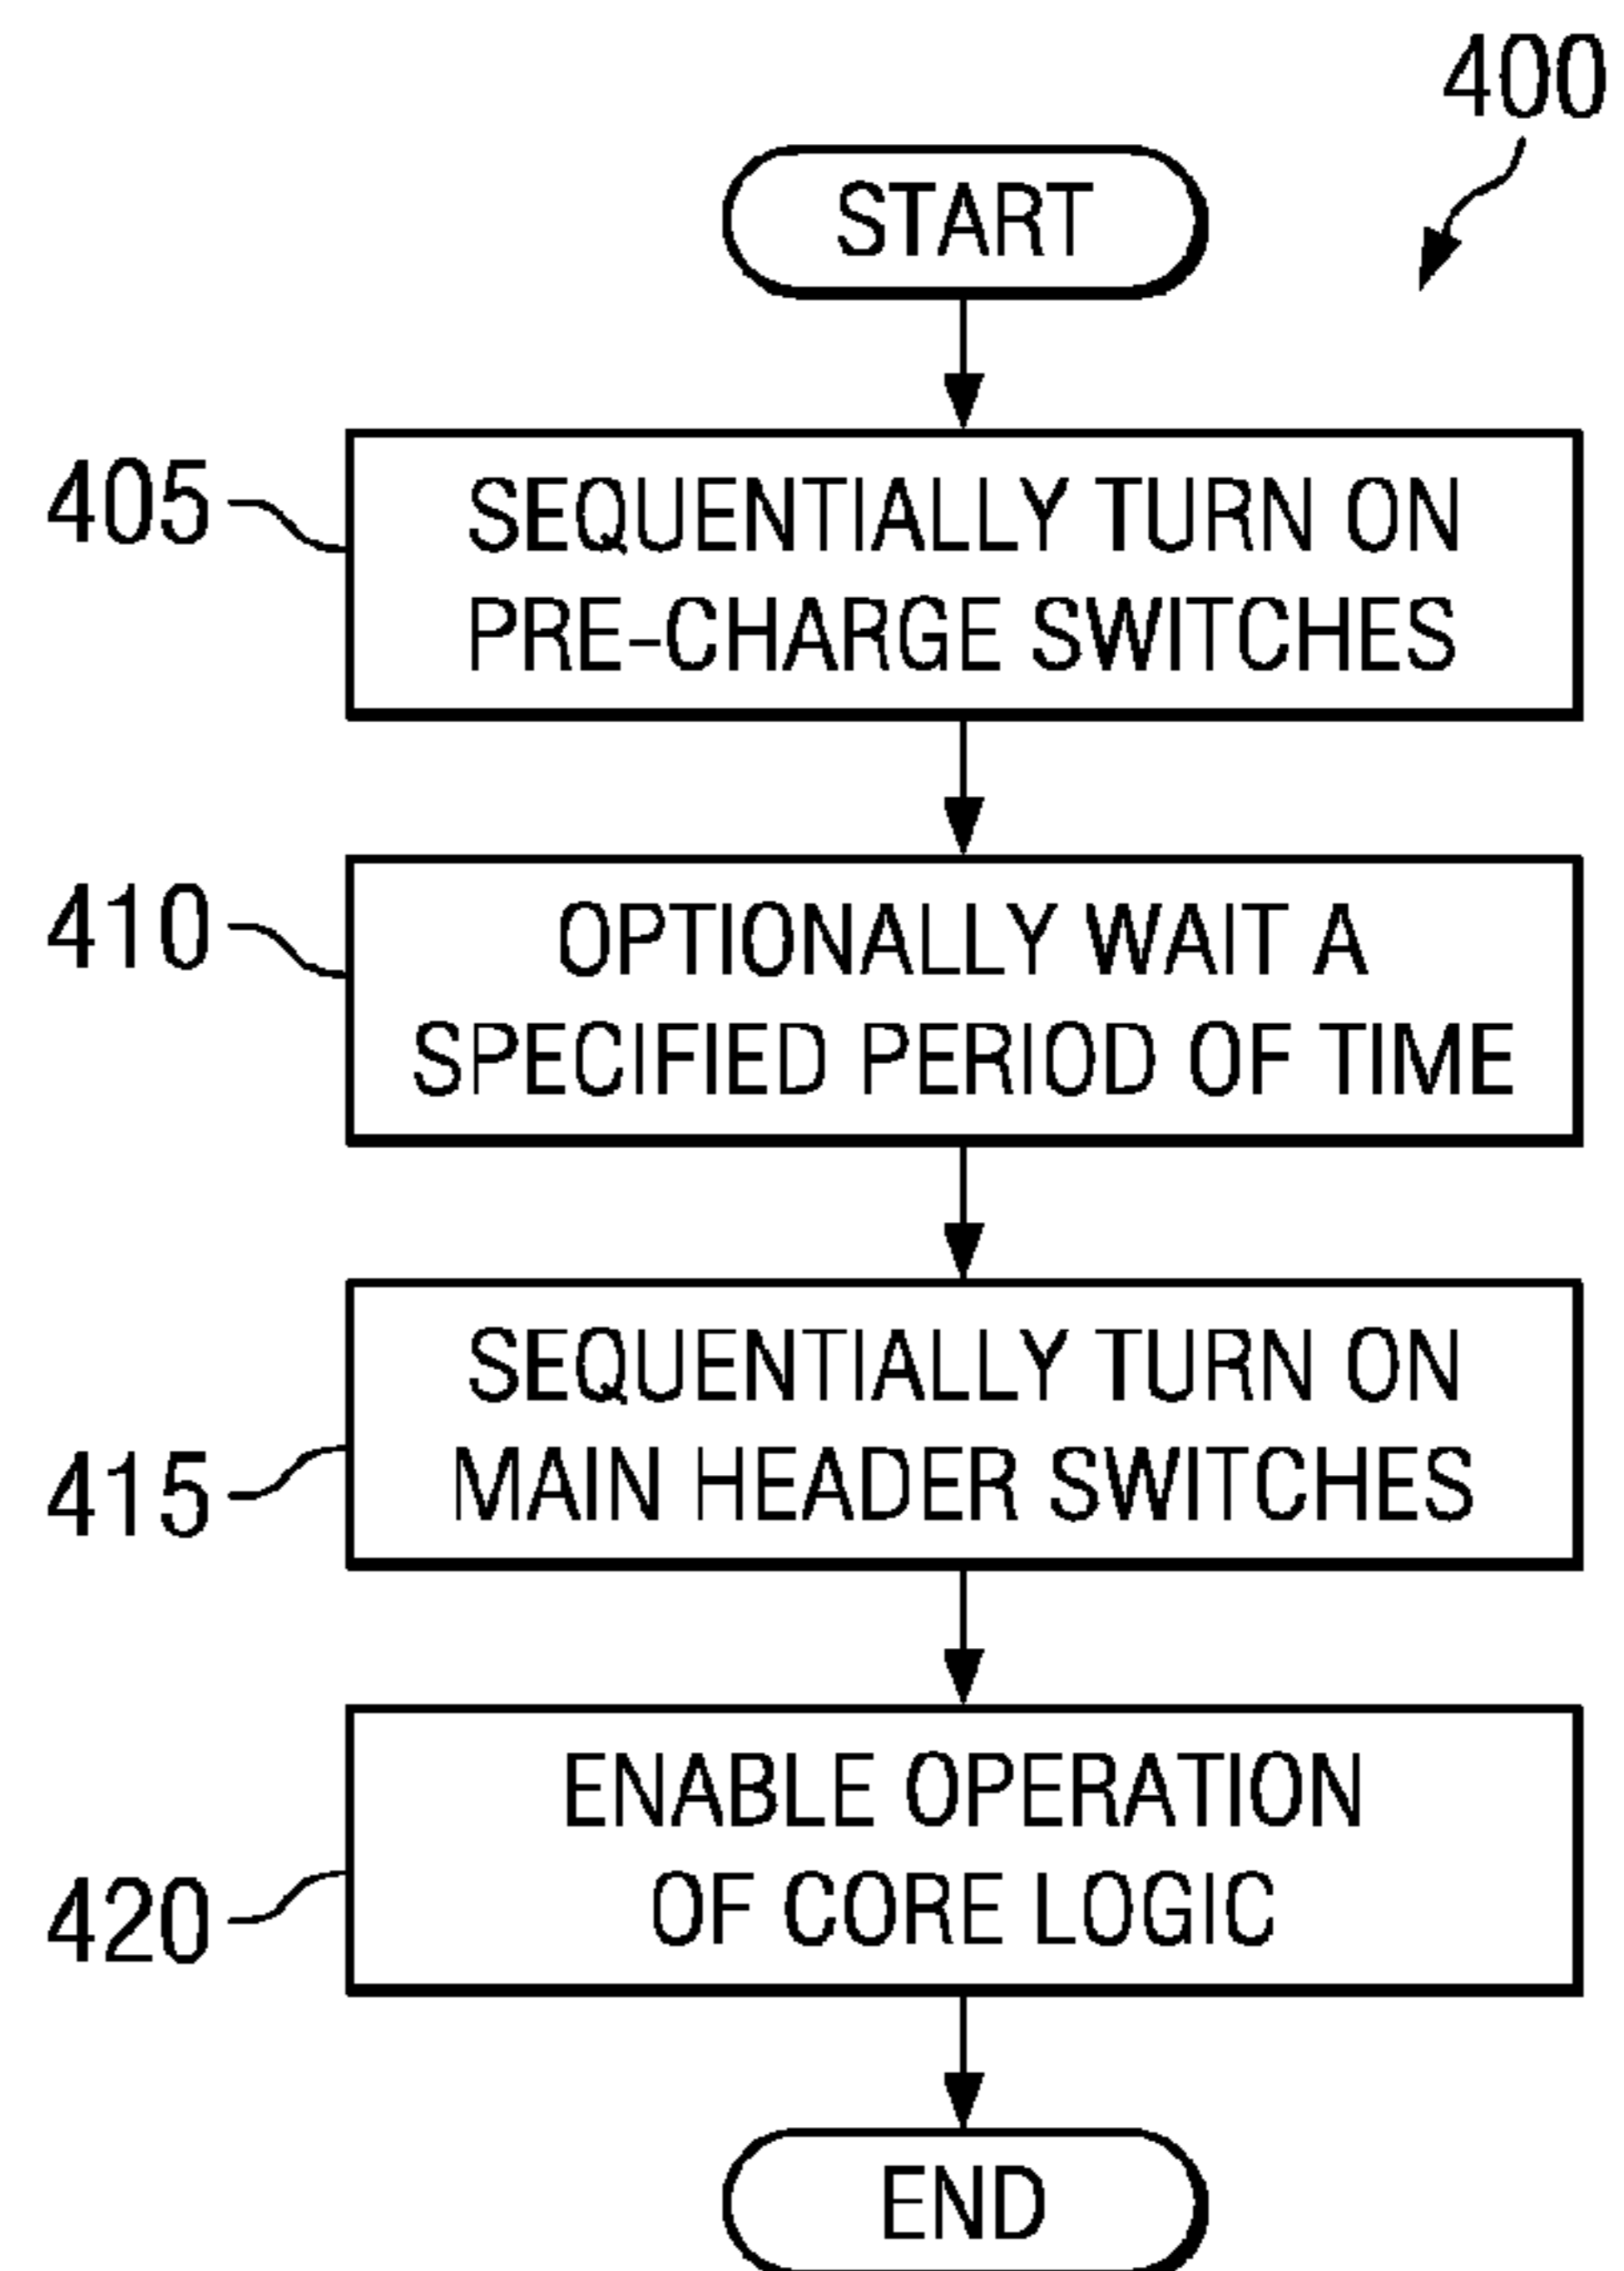 400
START
405
SEQUENTIALLY TURN ON
PRE-CHARGE SWITCHES
410
OPTIONALLY WAIT A
SPECIFIED PERIOD OF TIME
415
SEQUENTIALLY TURN ON
MAIN HEADER SWITCHES
420
ENABLE OPERATION
OF CORE LOGIC
END